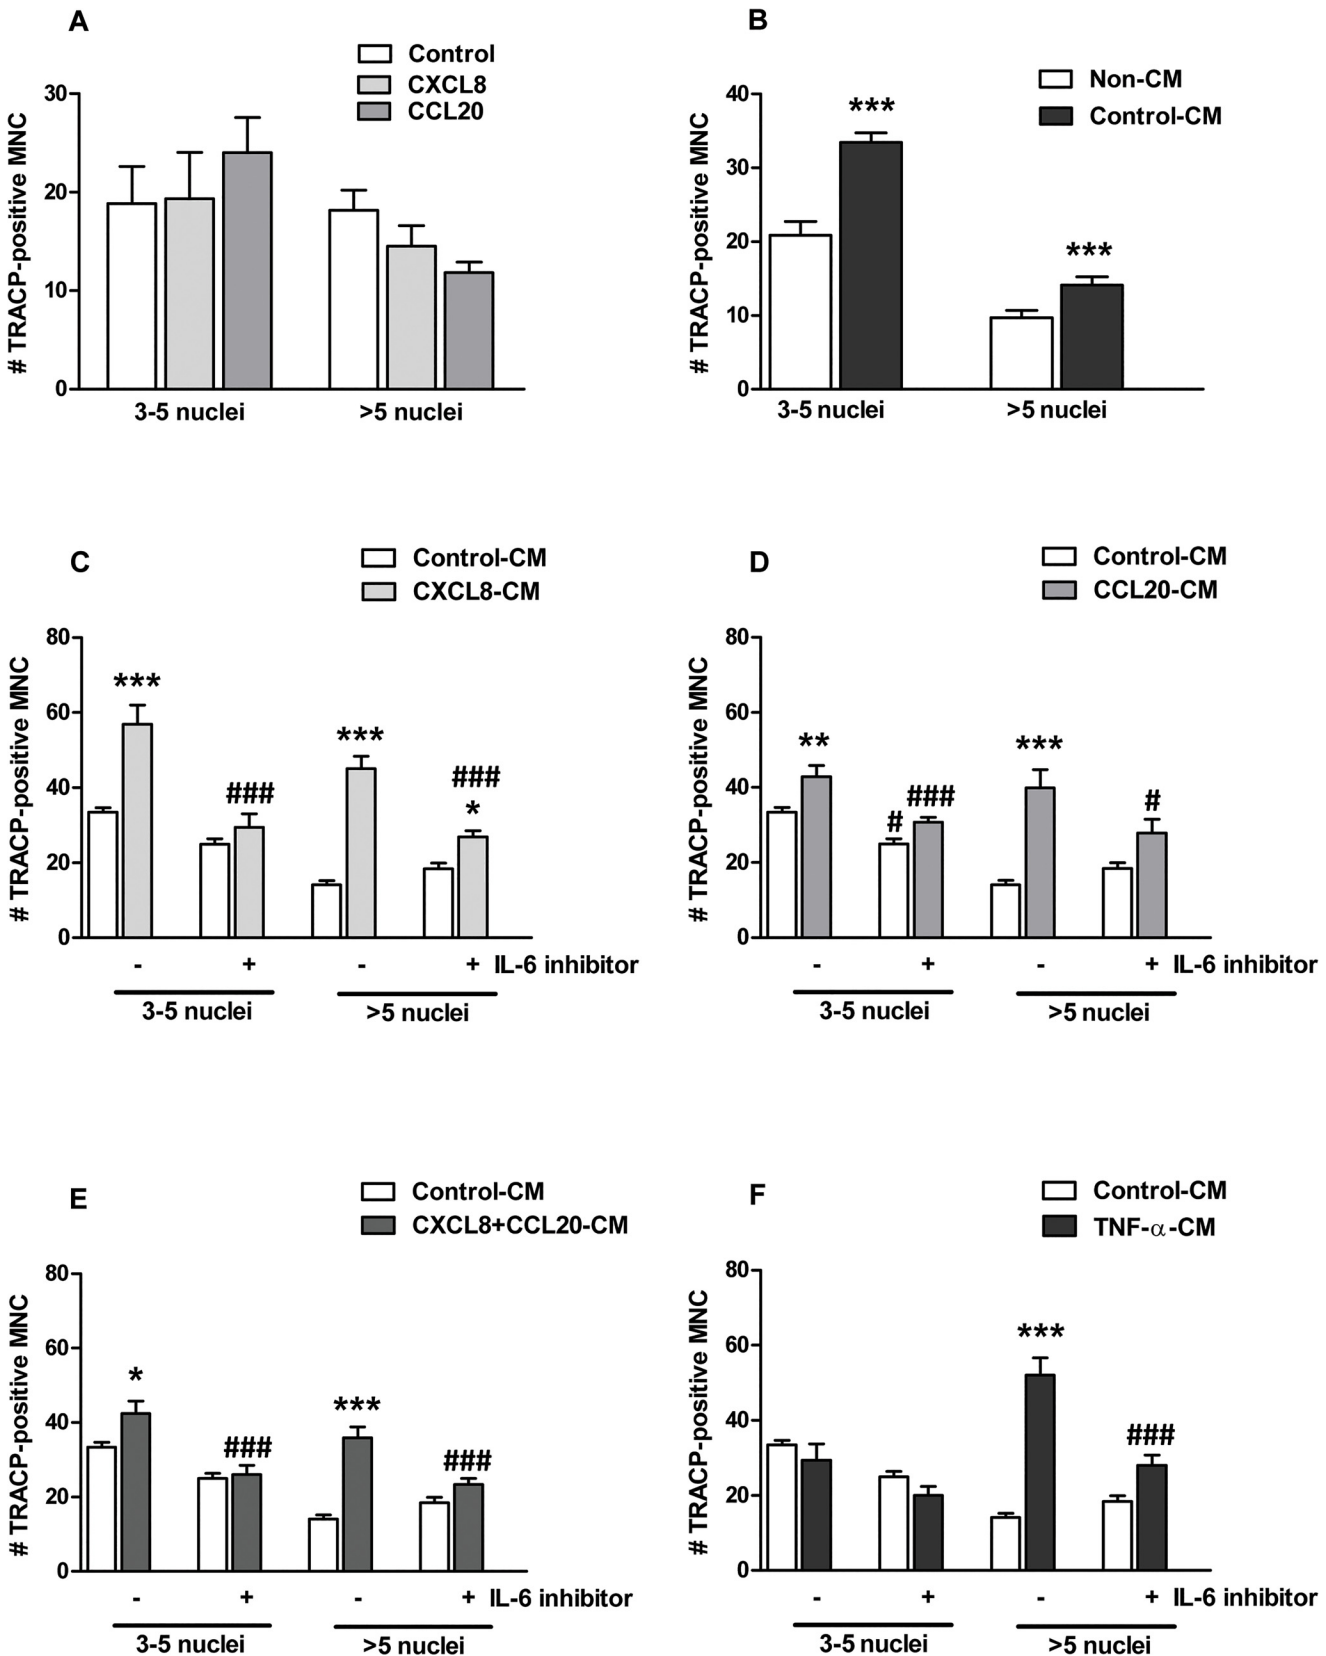 A
Control
CXCL8
CCL20
# TRACP-positive MNC
30
20
10
0
3-5 nuclei
>5 nuclei
B
Non-CM
Control-CM
# TRACP-positive MNC
40
30
20
10
0
***
***
3-5 nuclei
>5 nuclei
C
Control-CM
CXCL8-CM
# TRACP-positive MNC
80
60
40
20
0
***
###
***
###
*
- + - + IL-6 inhibitor
3-5 nuclei
>5 nuclei
D
Control-CM
CCL20-CM
# TRACP-positive MNC
80
60
40
20
0
**
#
###
***
#
- + - + IL-6 inhibitor
3-5 nuclei
>5 nuclei
E
Control-CM
CXCL8+CCL20-CM
# TRACP-positive MNC
80
60
40
20
0
*
###
***
###
- + - + IL-6 inhibitor
3-5 nuclei
>5 nuclei
F
Control-CM
TNF-α-CM
# TRACP-positive MNC
80
60
40
20
0
***
###
- + - + IL-6 inhibitor
3-5 nuclei
>5 nuclei